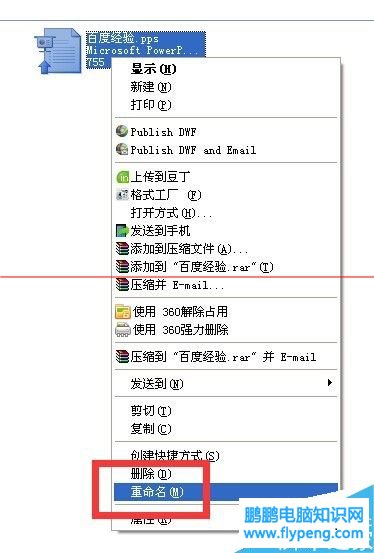 百度经验.pps
Microsoft PowerP...
755
显示(H)
新建(N)
打印(P)
Publish DWF
Publish DWF and Email
上传到豆丁
格式工厂 (F)
打开方式(H)...
发送到手机
添加到压缩文件(A)...
添加到 "百度经验.rar"(T)
压缩并 E-mail...
使用 360解除占用
使用 360强力删除
压缩到 "百度经验.rar" 并 E-mail
发送到(N)
剪切(T)
复制(C)
创建快捷方式(S)
删除(D)
重命名(M)
属性(R)
鹏鹏电脑知识网
www.flypeng.com